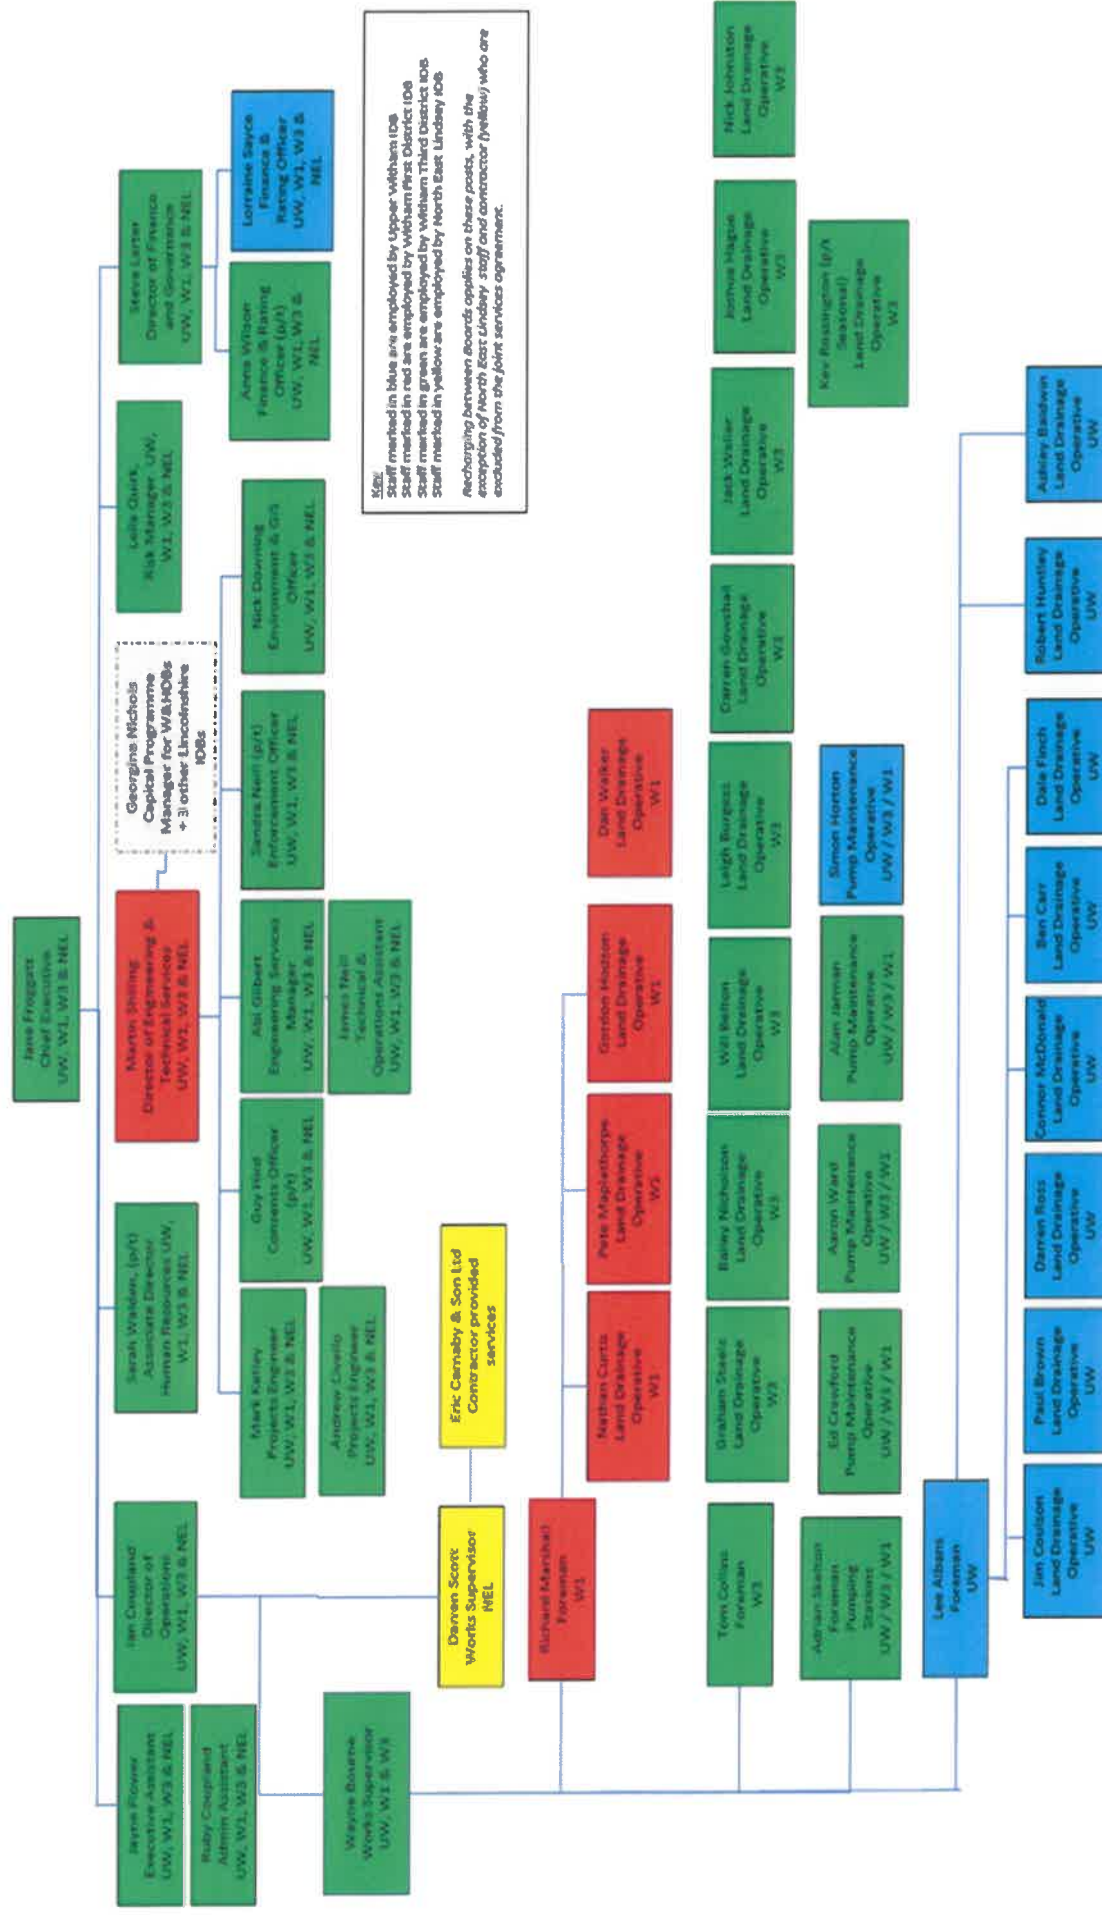 Jane Froggatt
Chief Executive
UW, W1, W3 & NEL
Jayne Flower
Executive Assistant
UW, W1, W3 & NEL
Ruby Coupland
Admin Assistant
UW, W1, W3 & NEL
Ian Coupland
Director of
Operations
UW, W1, W3 & NEL
Sarah Walden, (p/t)
Associate Director
Human Resources UW,
W1, W3 & NEL
Martin Shilling
Director of Engineering &
Technical Services
UW, W1, W3 & NEL
Georgina Nichols
Capital Programme
Manager for W&HDBs
+ 3 other Lincolnshire
IDBs
Leila Quirk,
Risk Manager, UW,
W1, W3 & NEL
Steve Larter
Director of Finance
and Governance
UW, W1, W3 & NEL
Mark Ketley
Projects Engineer
UW, W1, W3 & NEL
Andrew Covello
Projects Engineer
UW, W1, W3 & NEL
Guy Hird
Consents Officer
(p/t)
UW, W1, W3 & NEL
Abi Gilbert
Engineering Services
Manager
UW, W1, W3 & NEL
Neill
Technical &
Operations Assistant
UW, W1, W3 & NEL
Sandra Neill (p/t)
Enforcement Officer
UW, W1, W3 & NEL
Nick Downing
Environment & GIS
Officer
UW, W1, W3 & NEL
Anna Wilson
Finance & Rating
Officer (p/t)
UW, W1, W3 &
NEL
Lorraine Sayce
Finance &
Rating Officer
UW, W1, W3 &
NEL
Key:
Staff marked in blue are employed by Upper Witham IDB
Staff marked in red are employed by Witham First District IDB
Staff marked in green are employed by Witham Third District IDB
Staff marked in yellow are employed by North East Lindsey IDB
Recharging between Boards applies on these posts, with the
exception of North East Lindsey staff and contractor (yellow) who are
excluded from the joint services agreement.
Wayne Bourne
Works Supervisor
UW, W1 & W3
Darren Scott
Works Supervisor
NEL
Eric Carnaby & Son Ltd
Contractor provided
services
Richard Marshall
Foreman
W1
Nathan Curtis
Land Drainage
Operative
W1
Pete Maplethorpe
Land Drainage
Operative
W1
Gordon Hodson
Land Drainage
Operative
W1
Dan Walker
Land Drainage
Operative
W1
Tom Collins
Foreman
W3
Graham Steels
Land Drainage
Operative
W3
Bailey Nicholson
Land Drainage
Operative
W3
Will Belton
Land Drainage
Operative
W3
Leigh Burgess
Land Drainage
Operative
W3
Darren Govshall
Land Drainage
Operative
W3
Jack Waller
Land Drainage
Operative
W3
Joshua Hague
Land Drainage
Operative
W3
Nick Johnston
Land Drainage
Operative
W3
Kev Rossington (p/t
Seasonal)
Land Drainage
Operative
W3
Adrian Sutton
Foreman
Pumping
Stations
UW / W3 / W1
Ed Crawford
Pump Maintenance
Operative
UW / W3 / W1
Aaron Ward
Pump Maintenance
Operative
UW / W3 / W1
Alan Jarman
Pump Maintenance
Operative
UW / W3 / W1
Simon Horton
Pump Maintenance
Operative
UW / W3 / W1
Lee Albans
Foreman
UW
Jim Coulson
Land Drainage
Operative
UW
Paul Brown
Land Drainage
Operative
UW
Darren Ross
Land Drainage
Operative
UW
Connor McDonald
Land Drainage
Operative
UW
Ben Carr
Land Drainage
Operative
UW
Dale Finch
Land Drainage
Operative
UW
Robert Huntley
Land Drainage
Operative
UW
Ashley Baldwin
Land Drainage
Operative
UW